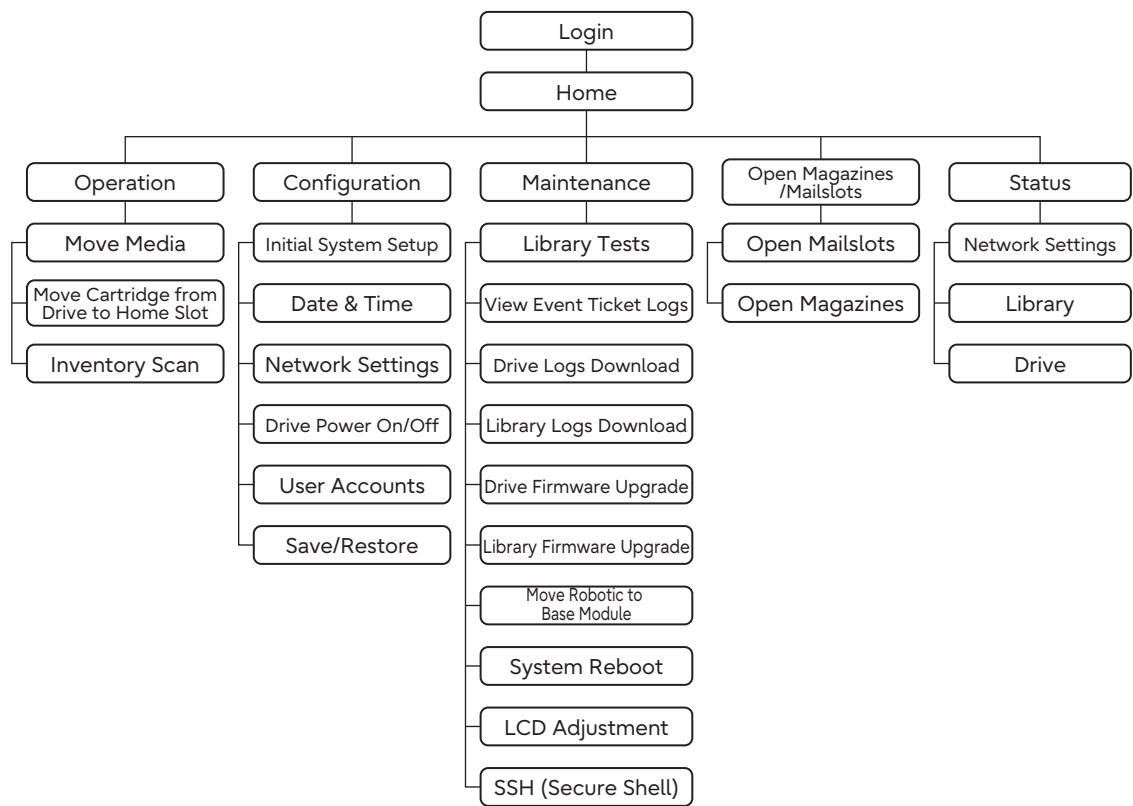 Login
Home
Operation
Configuration
Maintenance
Open Magazines
/Mailslots
Status
Move Media
Move Cartridge from
Drive to Home Slot
Inventory Scan
Initial System Setup
Date & Time
Network Settings
Drive Power On/Off
User Accounts
Save/Restore
Library Tests
View Event Ticket Logs
Drive Logs Download
Library Logs Download
Drive Firmware Upgrade
Library Firmware Upgrade
Move Robotic to
Base Module
System Reboot
LCD Adjustment
SSH (Secure Shell)
Open Mailslots
Open Magazines
Network Settings
Library
Drive